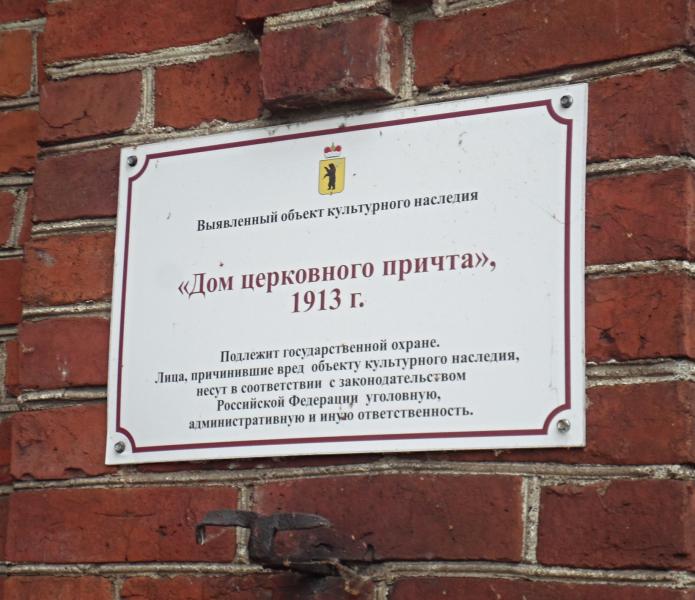 Выявленный объект культурного наследия
«Дом церковного причта»,
1913 г.
Подлежит государственной охране.
Лица, причинившие вред объекту культурного наследия,
несут в соответствии с законодательством
Российской Федерации уголовную,
административную и иную ответственность.